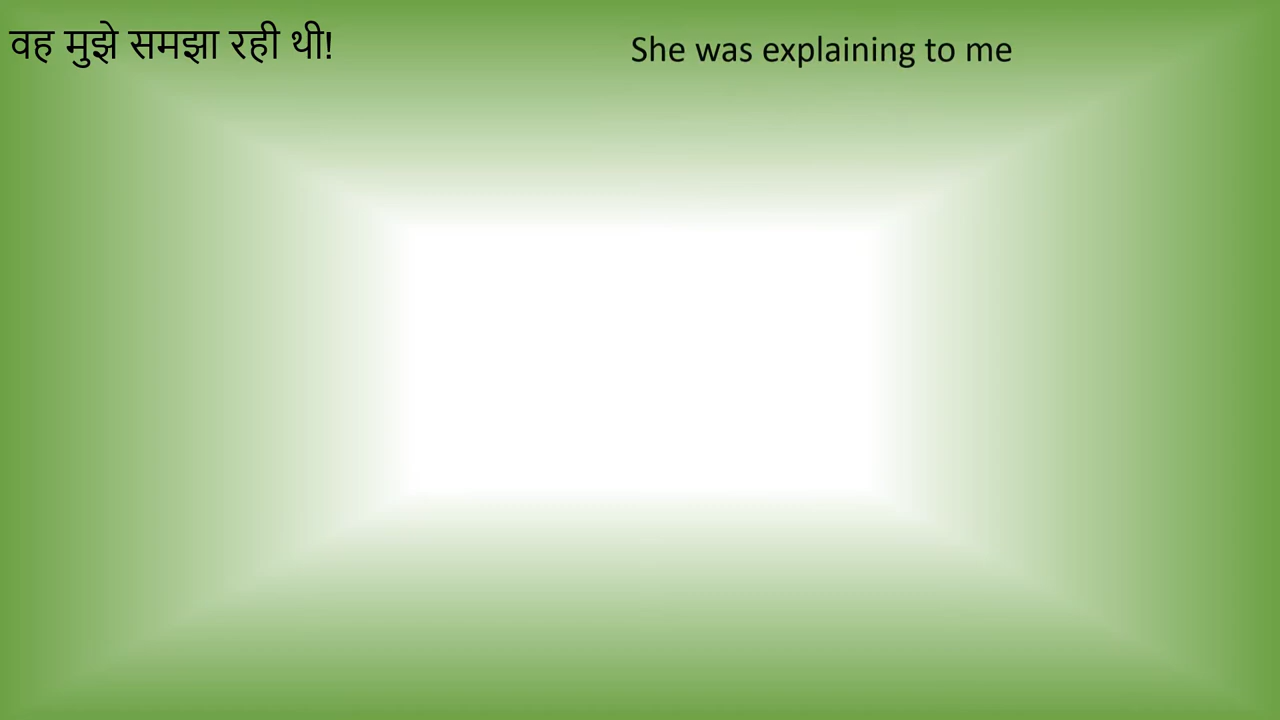 वह मुझे समझा रही थी!
She was explaining to me